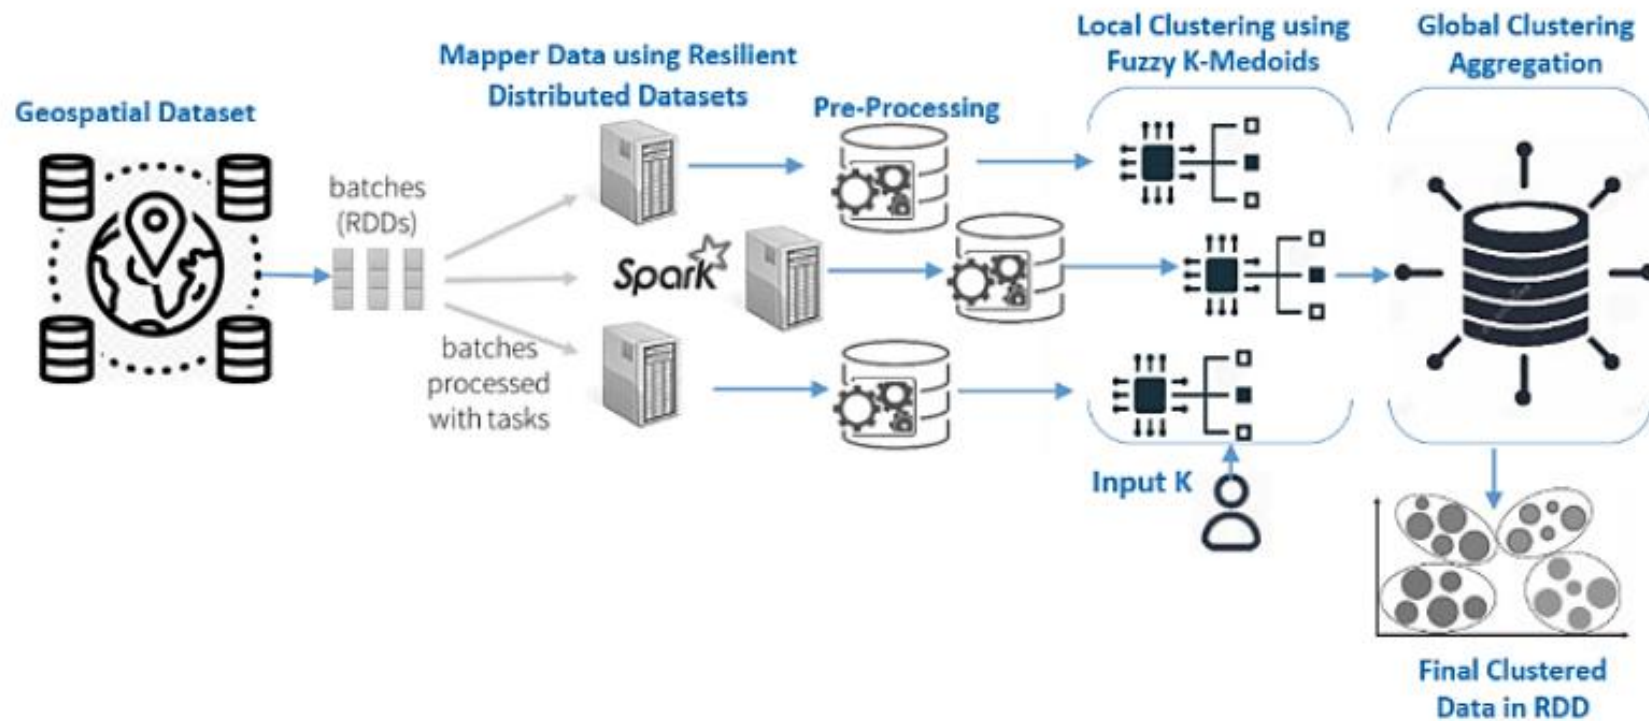 Geospatial Dataset
Mapper Data using Resilient
Distributed Datasets
batches
(RDDs)
Spark
batches
processed
with tasks
Pre-Processing
Local Clustering using
Fuzzy K-Medoids
Input K
Global Clustering
Aggregation
Final Clustered
Data in RDD